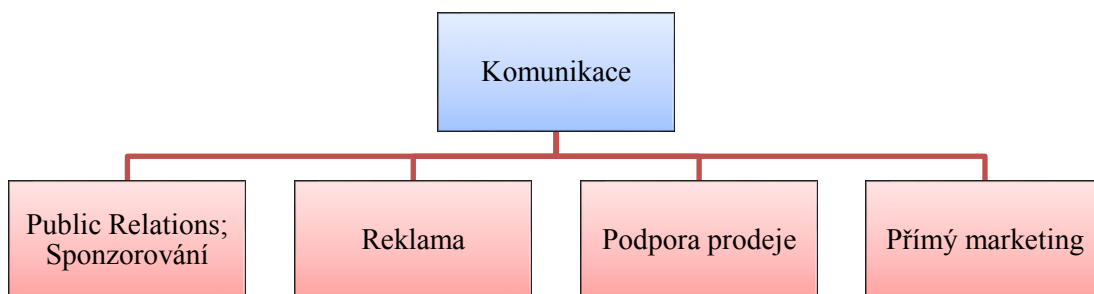 Komunikace
Public Relations;
Sponzorování
Reklama
Podpora prodeje
Přímý marketing